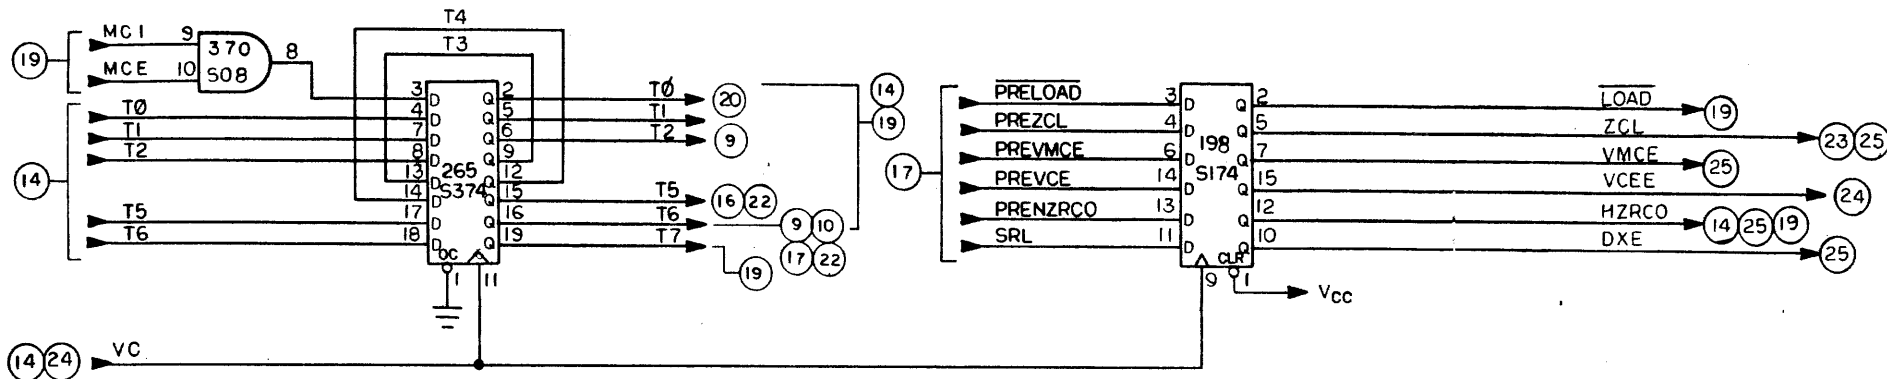 T4
T3
MC1 9 370 S08 8
MCE 10
19
3 D Q 2 TØ 20
TØ 4 D Q 5 T1
T1 7 D Q 6 T2 9
T2 8 D Q 9
14 19
14
265
S374
13 D Q 12
14 D Q 15 T5 16 22
T5 17 D Q 16 T6 9 10
17 22
T6 18 D Q 19 T7
19
OC
1 11
14 24 VC
17
PRELOAD 3 D Q 2 LOAD 19
PREZCL 4 D Q 5 ZCL 23 25
PREVMCE 6 D Q 7 VMCE 25
198
S174
PREVCE 14 D Q 15 VCEE 24
PRENZRCO 13 D Q 12 HZRCO 14 25 19
SRL 11 D Q 10 DXE 25
CLR
9 1
VCC